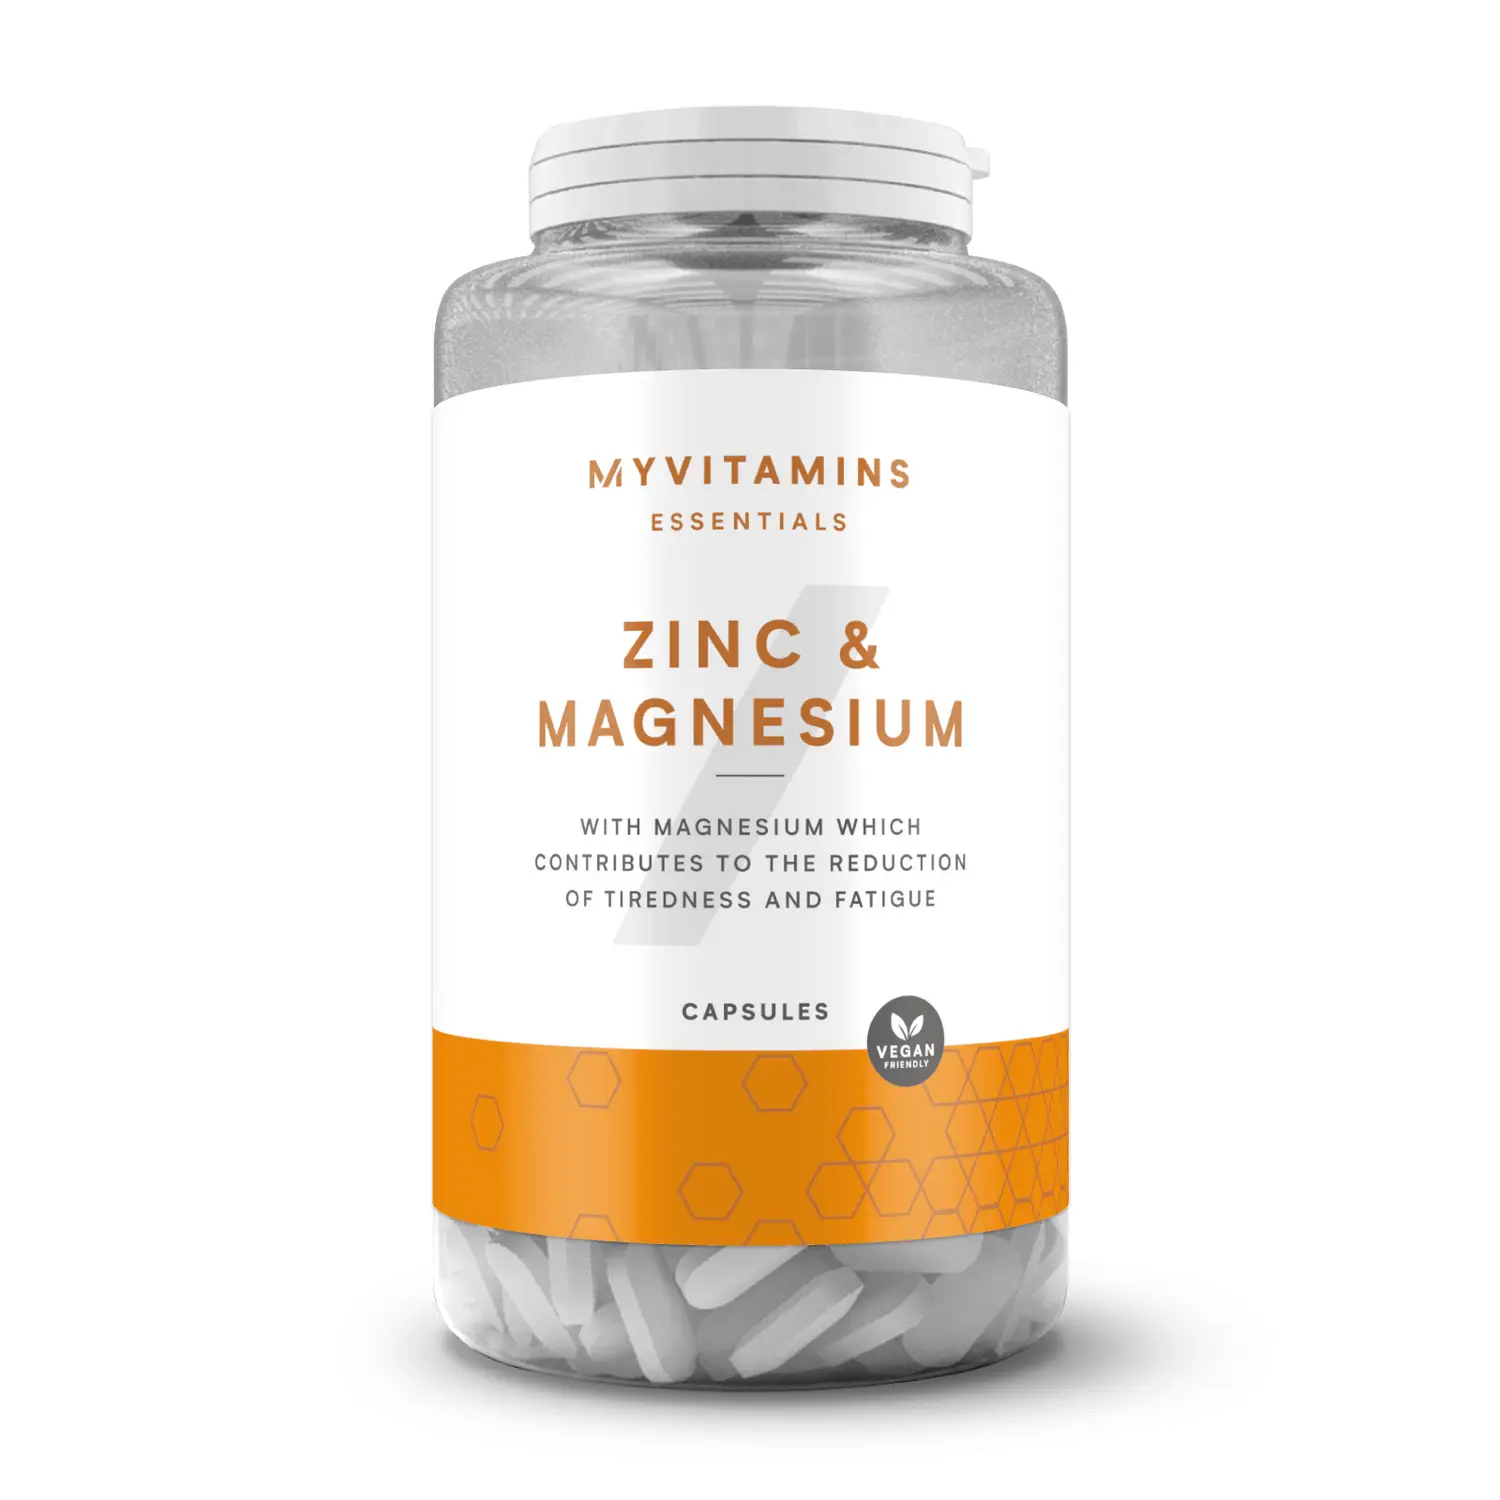 MYVITAMINS
ESSENTIALS
ZINC &
MAGNESIUM
WITH MAGNESIUM WHICH
CONTRIBUTES TO THE REDUCTION
OF TIREDNESS AND FATIGUE
CAPSULES
VEGAN
FRIENDLY